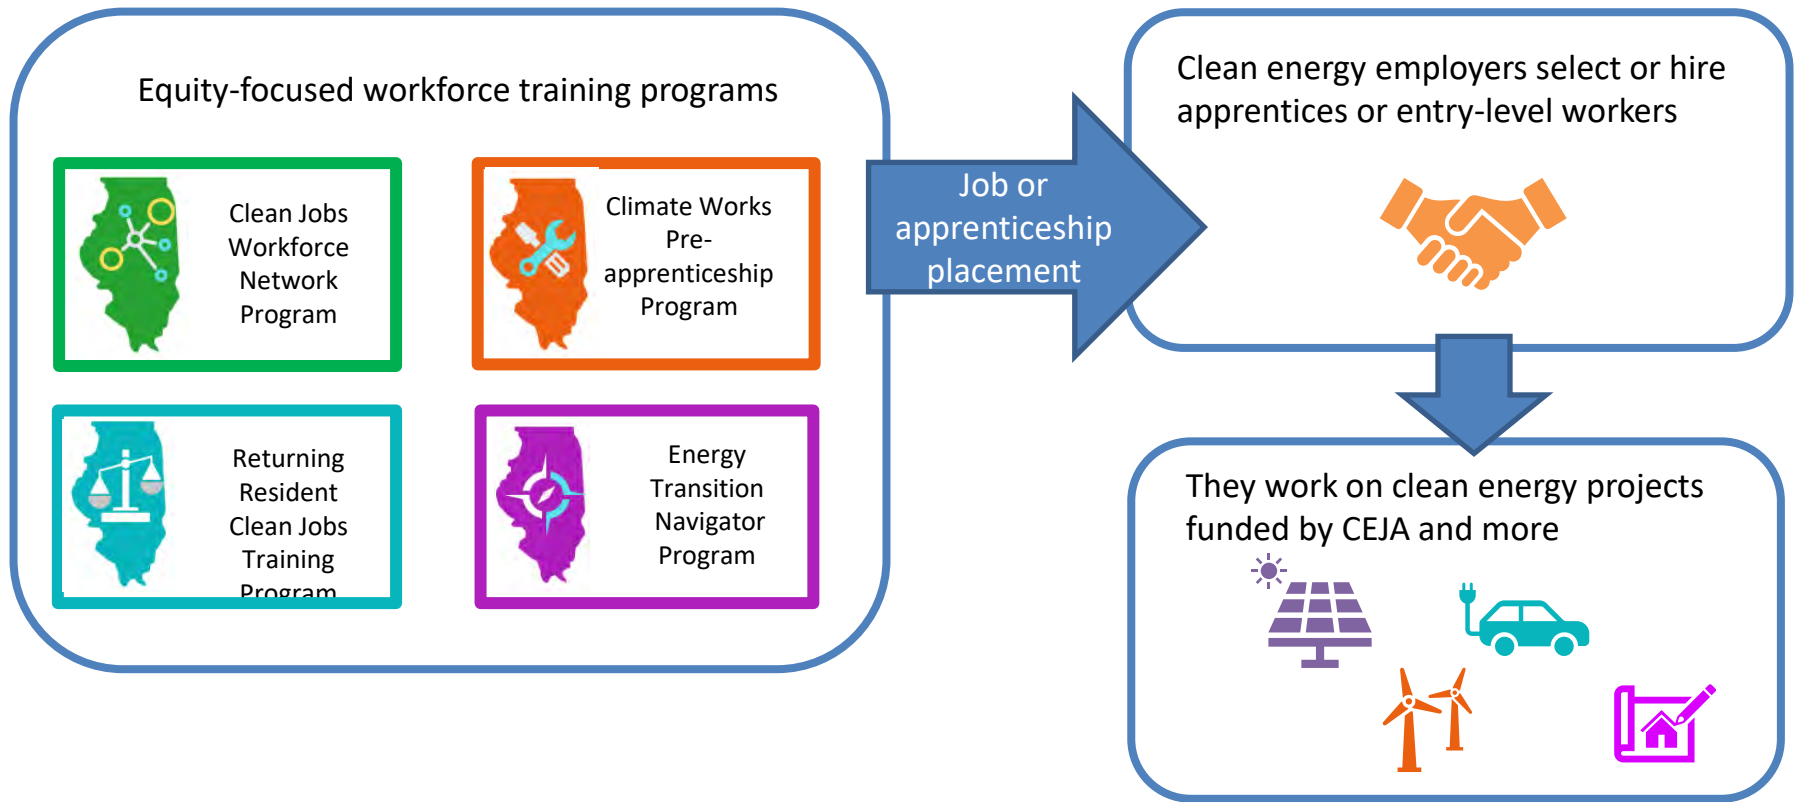 Equity-focused workforce training programs
Clean Jobs
Workforce
Network
Program
Climate Works
Pre-
apprenticeship
Program
Returning
Resident
Clean Jobs
Training
Program
Energy
Transition
Navigator
Program
Job or
apprenticeship
placement
Clean energy employers select or hire
apprentices or entry-level workers
They work on clean energy projects
funded by CEJA and more